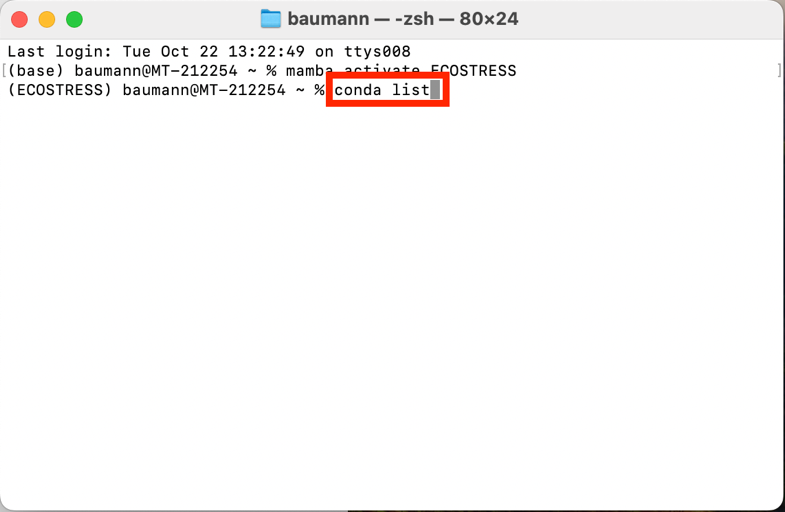 baumann — -zsh — 80×24
Last login: Tue Oct 22 13:22:49 on ttys008
[(base) baumann@MT-212254 ~ % mamba activate ECOSTRESS ]
(ECOSTRESS) baumann@MT-212254 ~ % conda list